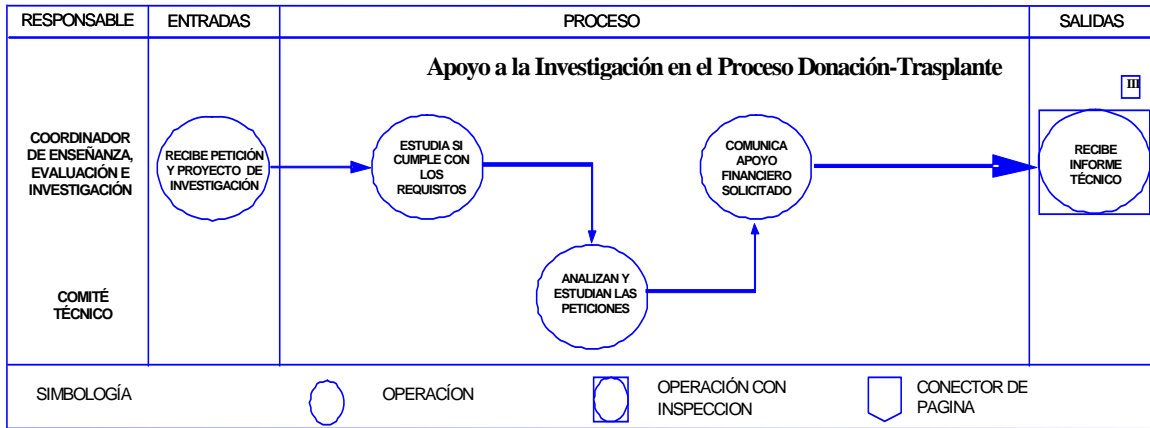 RESPONSABLE
ENTRADAS
PROCESO
SALIDAS
Apoyo a la Investigación en el Proceso Donación-Trasplante
III
COORDINADOR
DE ENSEÑANZA,
EVALUACIÓN E
INVESTIGACIÓN
RECIBE PETICIÓN
Y PROYECTO DE
INVESTIGACIÓN
ESTUDIA SI
CUMPLE CON
LOS
REQUISITOS
COMUNICA
APOYO
FINANCIERO
SOLICITADO
RECIBE
INFORME
TÉCNICO
COMITÉ
TÉCNICO
ANALIZAN Y
ESTUDIAN LAS
PETICIONES
SIMBOLOGÍA
OPERACÍON
OPERACIÓN CON
INSPECCION
CONECTOR DE
PAGINA